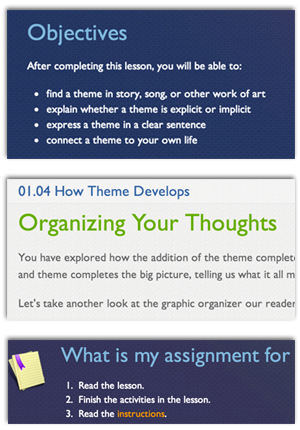 Objectives
After completing this lesson, you will be able to:
• find a theme in story, song, or other work of art
• explain whether a theme is explicit or implicit
• express a theme in a clear sentence
• connect a theme to your own life
01.04 How Theme Develops
Organizing Your Thoughts
You have explored how the addition of the theme complet
and theme completes the big picture, telling us what it all m
Let's take another look at the graphic organizer our reader
What is my assignment for
1. Read the lesson.
2. Finish the activities in the lesson.
3. Read the instructions.